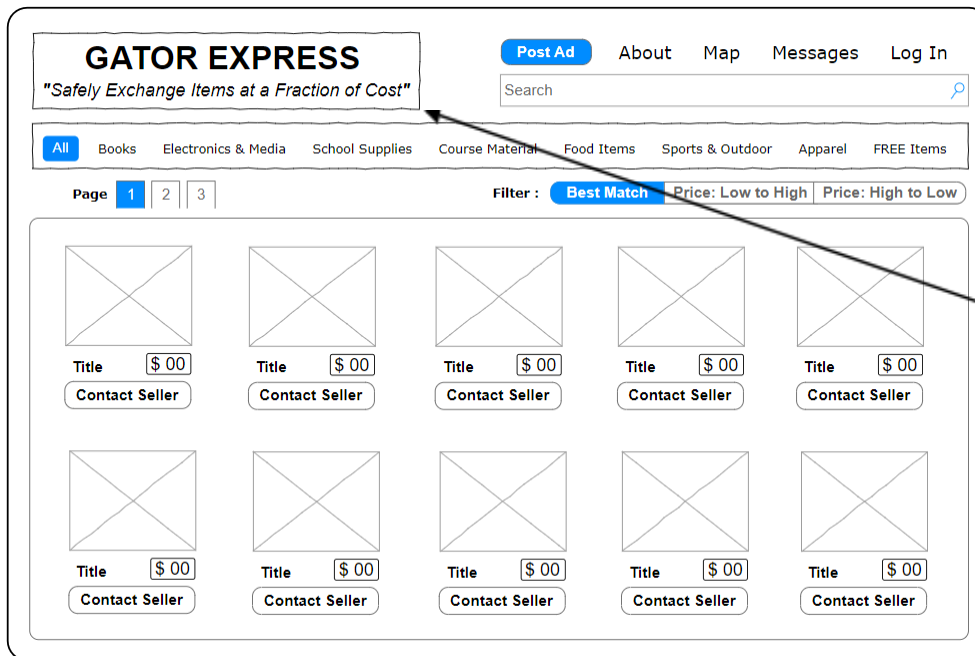 GATOR EXPRESS
"Safely Exchange Items at a Fraction of Cost"
Post Ad About Map Messages Log In
Search
All Books Electronics & Media School Supplies Course Material Food Items Sports & Outdoor Apparel FREE Items
Page 1 2 3 Filter : Best Match Price: Low to High Price: High to Low
Title $ 00 Title $ 00 Title $ 00 Title $ 00 Title $ 00
Contact Seller Contact Seller Contact Seller Contact Seller Contact Seller
Title $ 00 Title $ 00 Title $ 00 Title $ 00 Title $ 00
Contact Seller Contact Seller Contact Seller Contact Seller Contact Seller